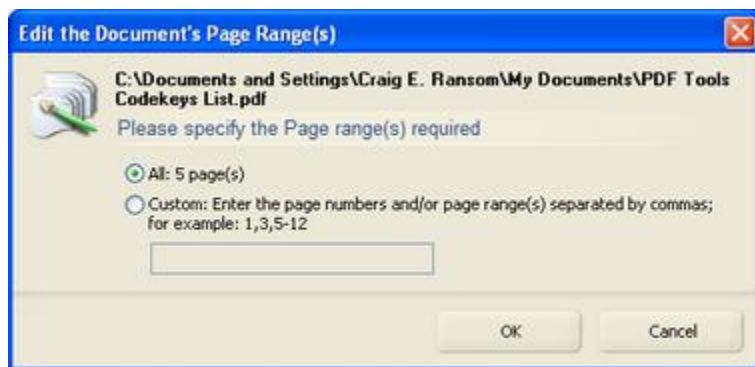 Edit the Document's Page Range(s)
C:\Documents and Settings\Craig E. Ransom\My Documents\PDF Tools
Codekeys List.pdf
Please specify the Page range(s) required
All: 5 page(s)
Custom: Enter the page numbers and/or page range(s) separated by commas;
for example: 1,3,5-12
OK
Cancel